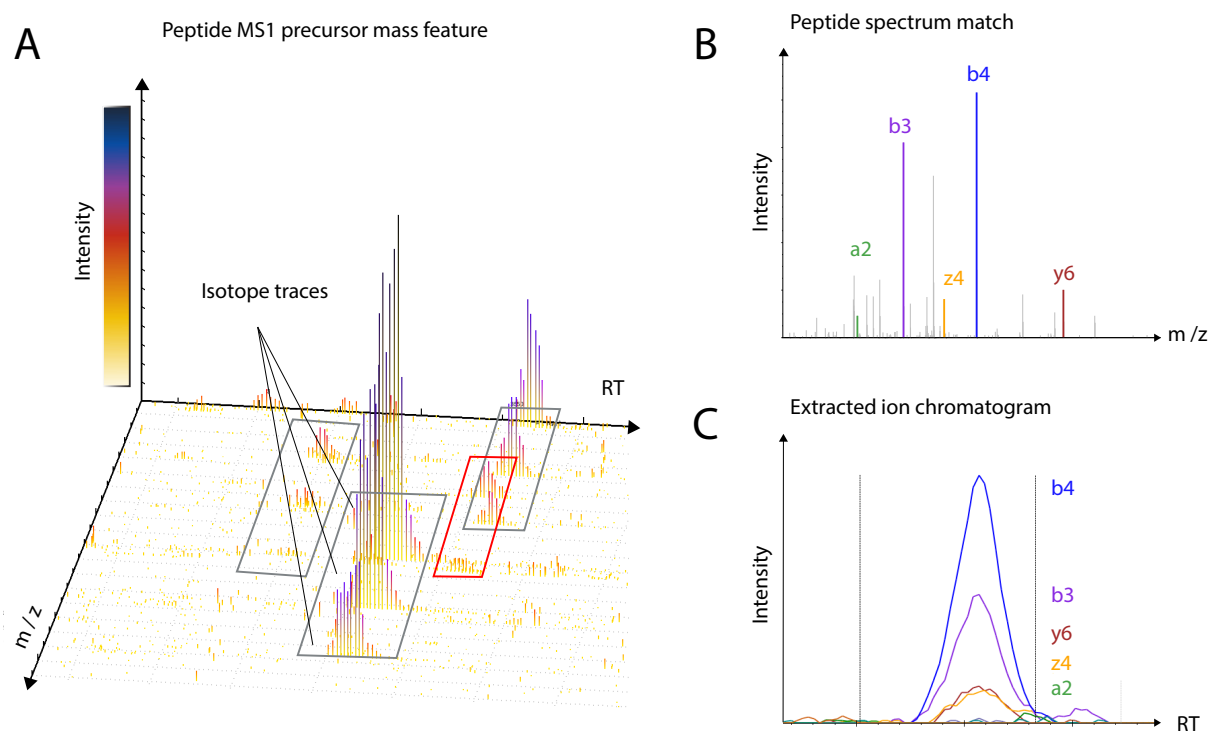 A
Peptide MS1 precursor mass feature
Intensity
Isotope traces
RT
m / z
B
Peptide spectrum match
Intensity
b4
b3
a2
z4
y6
m /z
C
Extracted ion chromatogram
Intensity
b4
b3
y6
z4
a2
RT